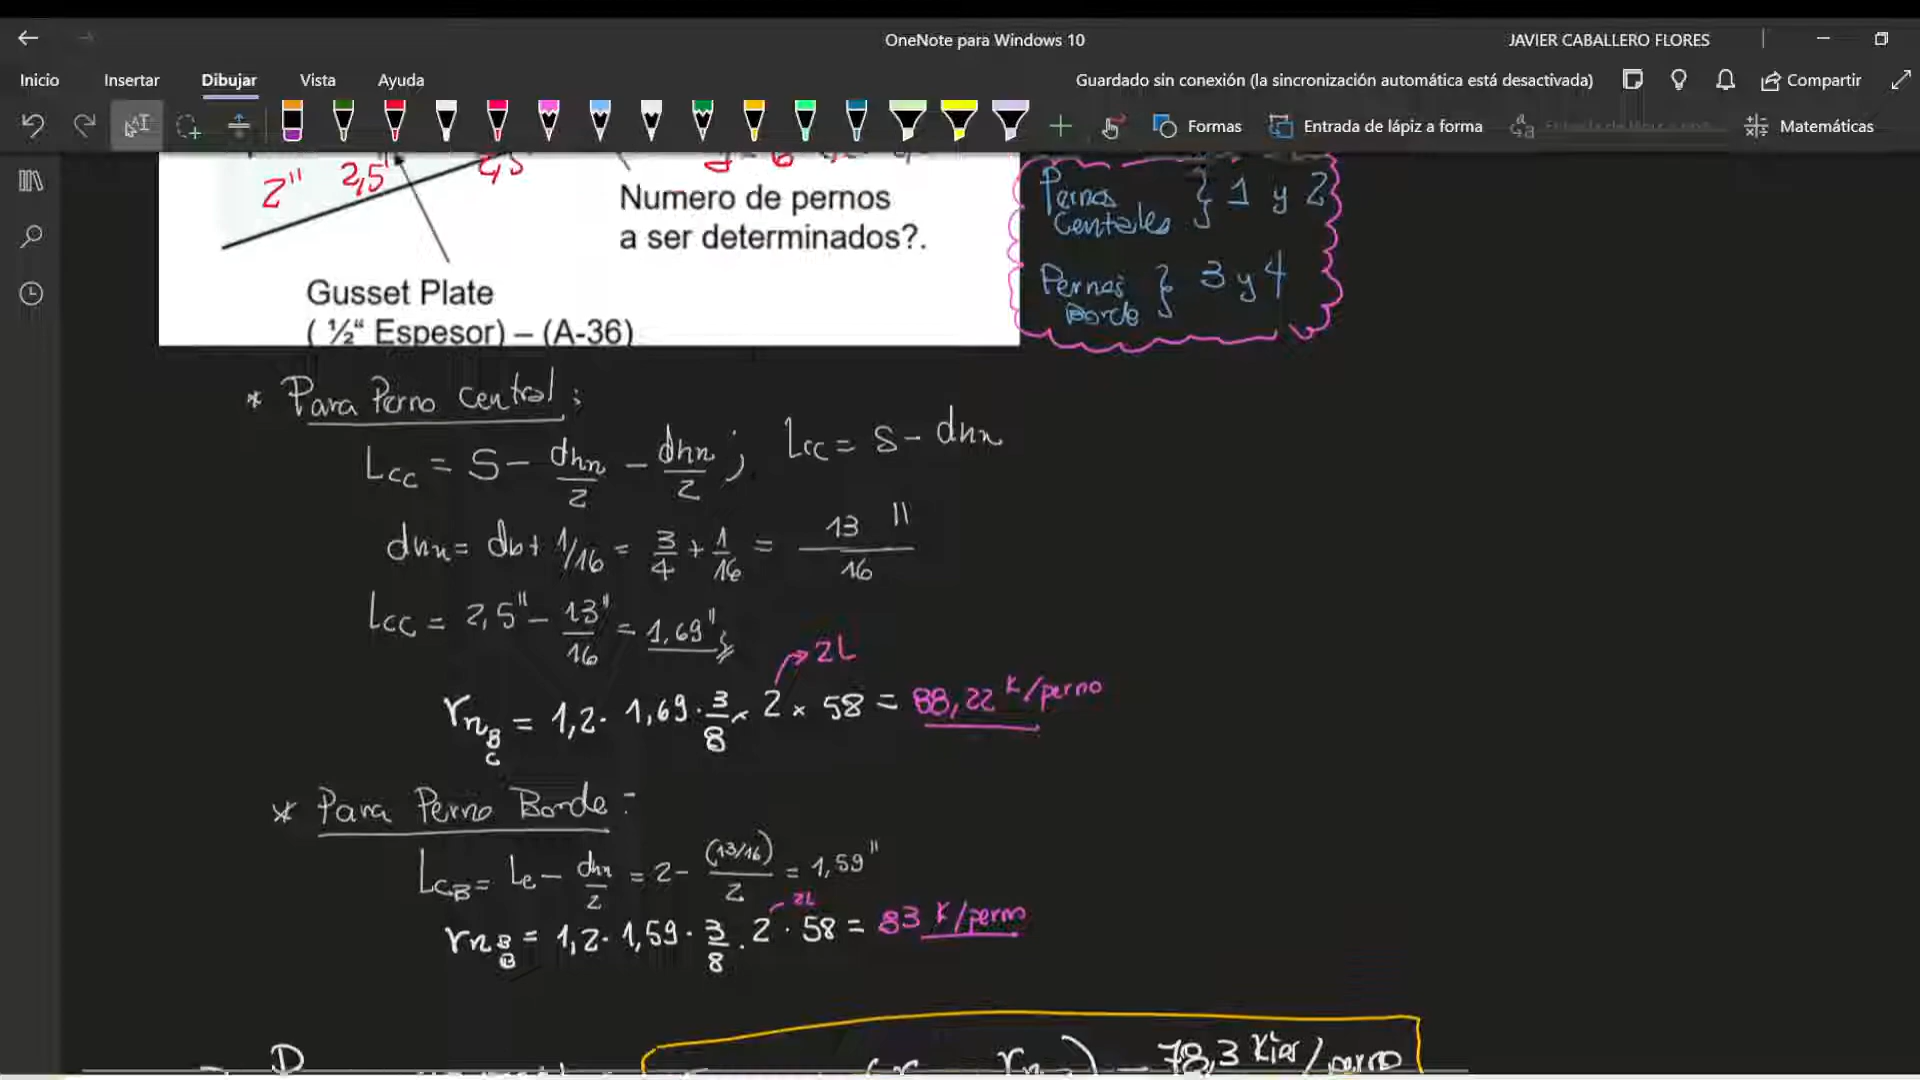 OneNote para Windows 10
JAVIER CABALLERO FLORES
Inicio Insertar Dibujar Vista Ayuda
Guardado sin conexión (la sincronización automática está desactivada)
Compartir
Formas Entrada de lápiz a forma Matemáticas
2" 2,5"
Numero de pernos
a ser determinados?.
Gusset Plate
( ½“ Espesor) – (A-36)
Pernos Centales } 1 y 2
Pernos Borde } 3 y 4
* Para Perno Central :
Lcc = S - dhn/2 - dhn/2 ; Lcc = S - dhn
dhn = db + 1/16 = 3/4 + 1/16 = 13/16 "
Lcc = 2,5" - 13/16" = 1,69"
→ 2L
rnBC = 1,2 · 1,69 · 3/8 × 2 × 58 = 88,22 K/perno
* Para Perno Borde :
LCB = Le - dhn/2 = 2 - (13/16)/2 = 1,59"
2L
rnBB = 1,2 · 1,59 · 3/8 · 2 · 58 = 83 K/perno
78,3 Kips/perno